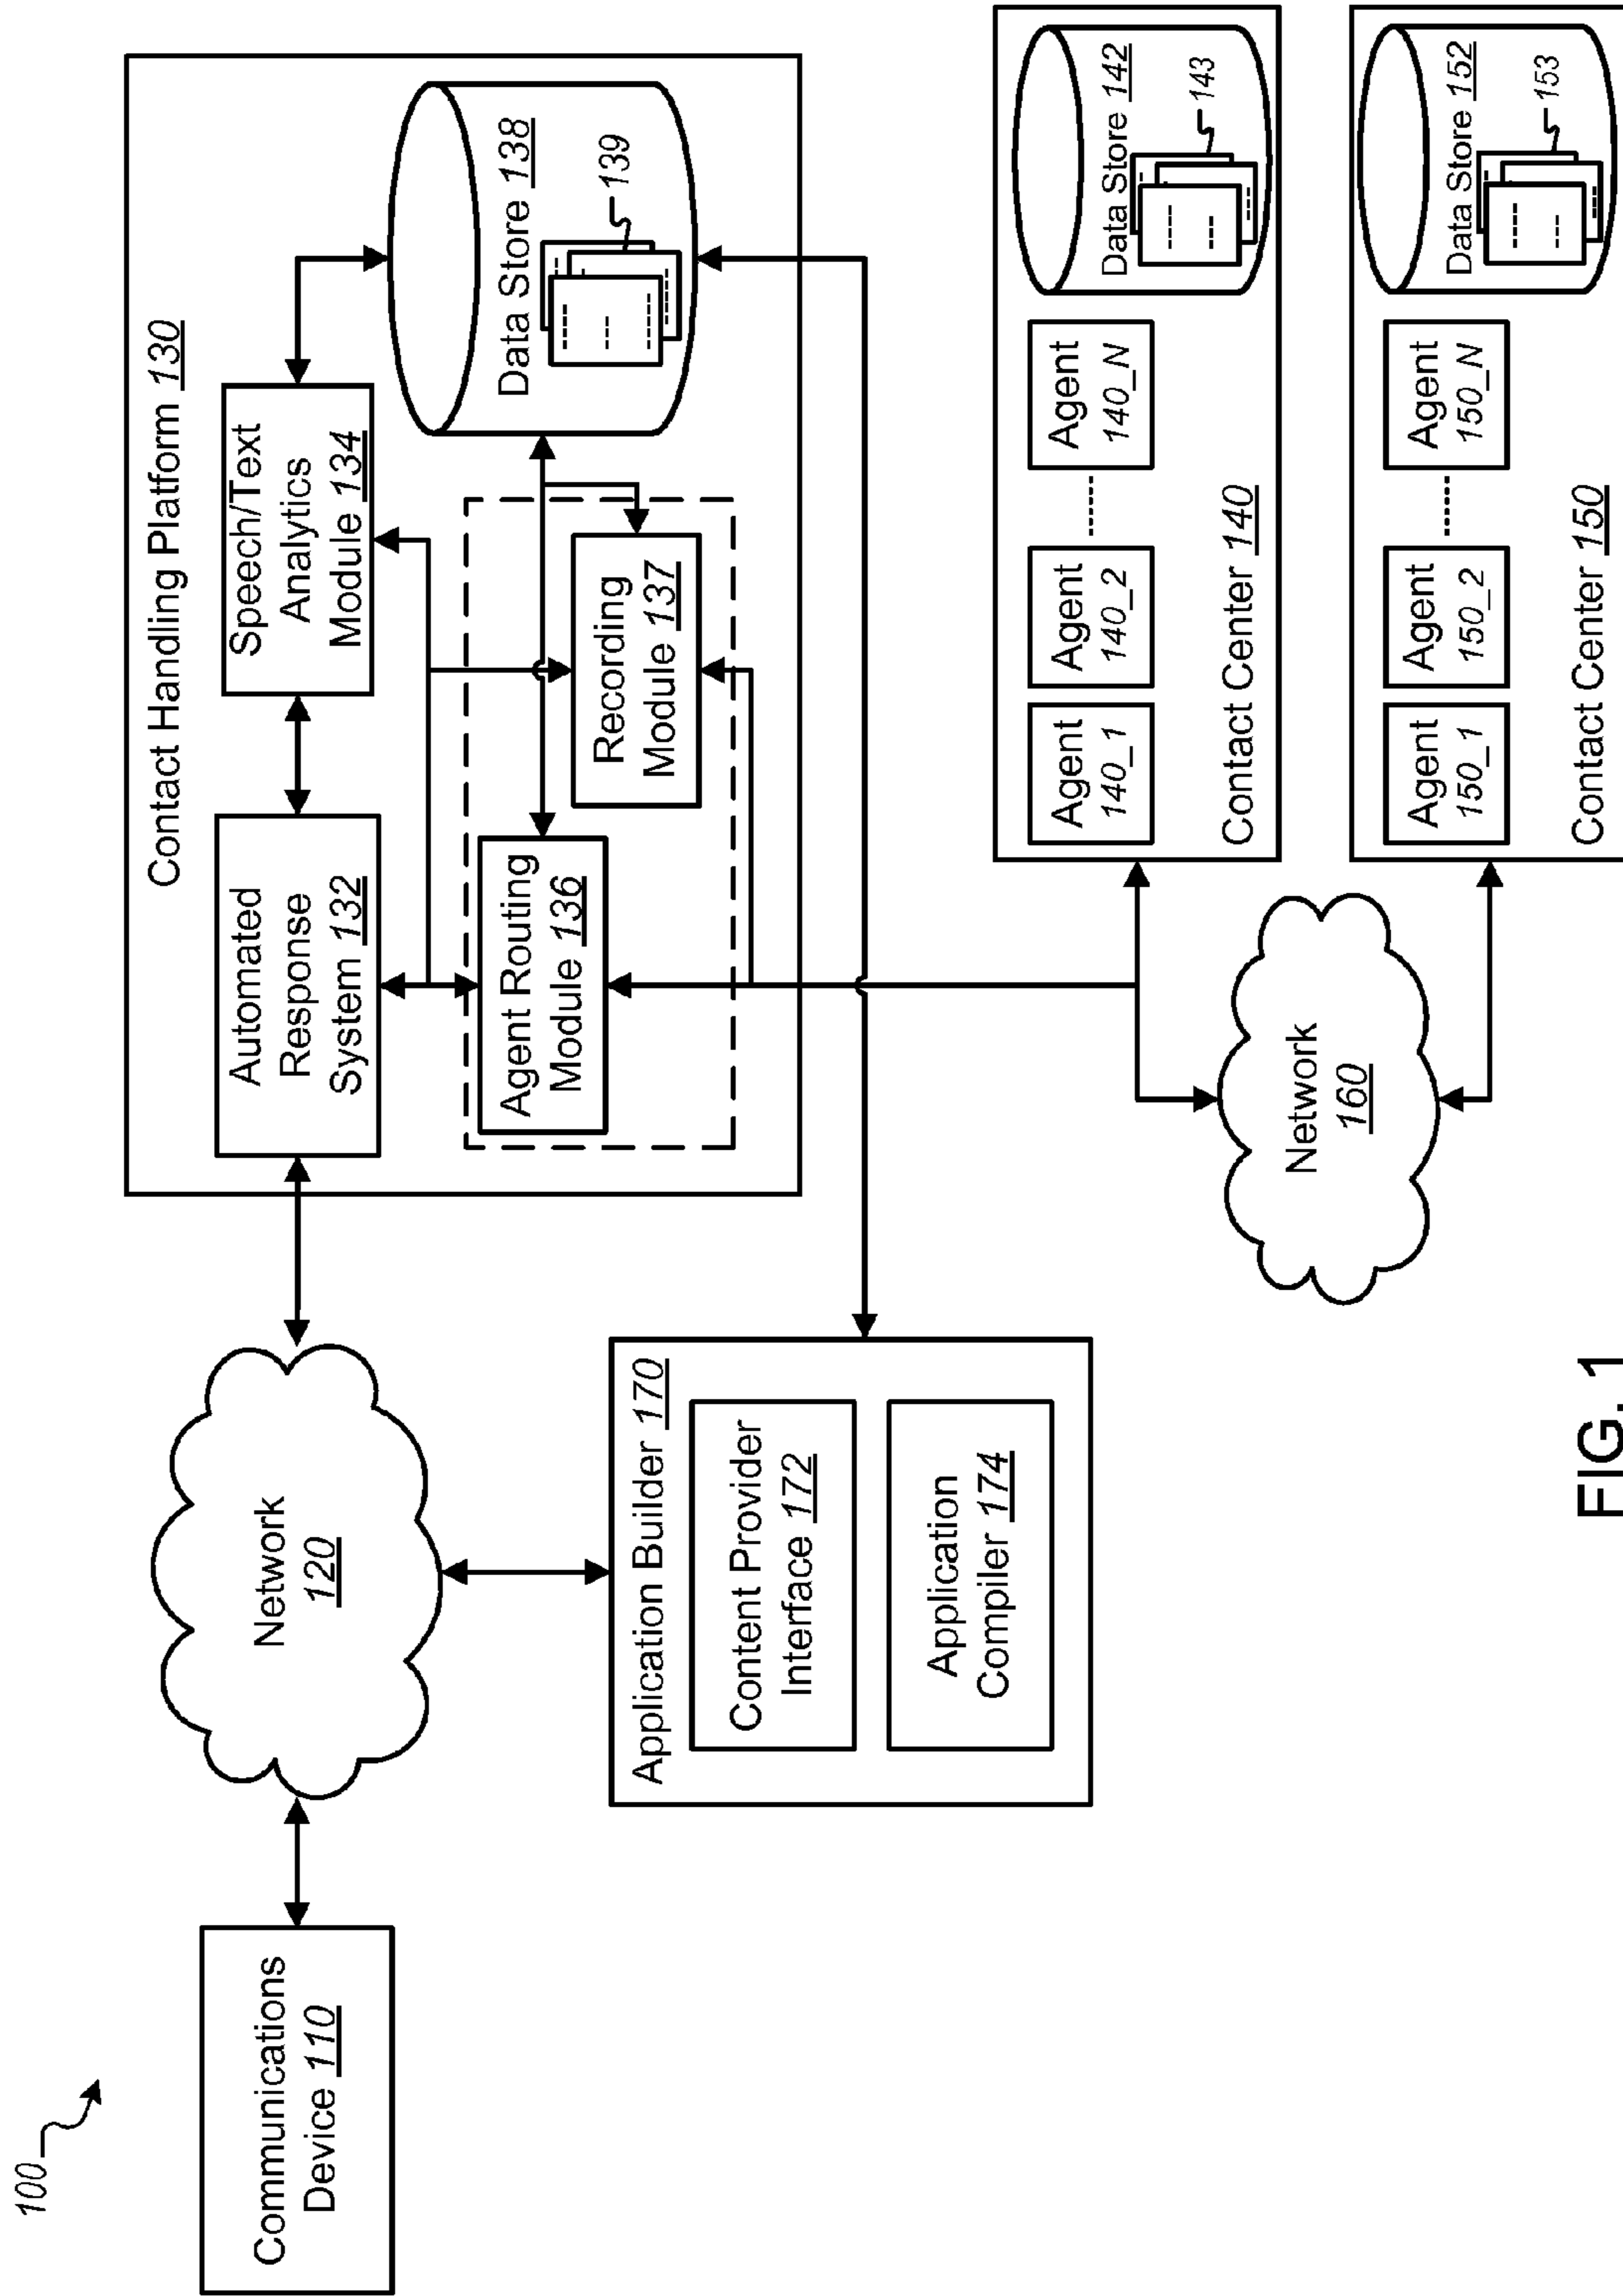 100
Communications
Device 110
Network
120
Application Builder 170
Content Provider
Interface 172
Application
Compiler 174
Contact Handling Platform 130
Automated
Response
System 132
Speech/Text
Analytics
Module 134
Agent Routing
Module 136
Recording
Module 137
Data Store 138
139
Network
160
Agent
140_1
Agent
140_2
Agent
140_N
Data Store 142
143
Contact Center 140
Agent
150_1
Agent
150_2
Agent
150_N
Data Store 152
153
Contact Center 150
FIG. 1